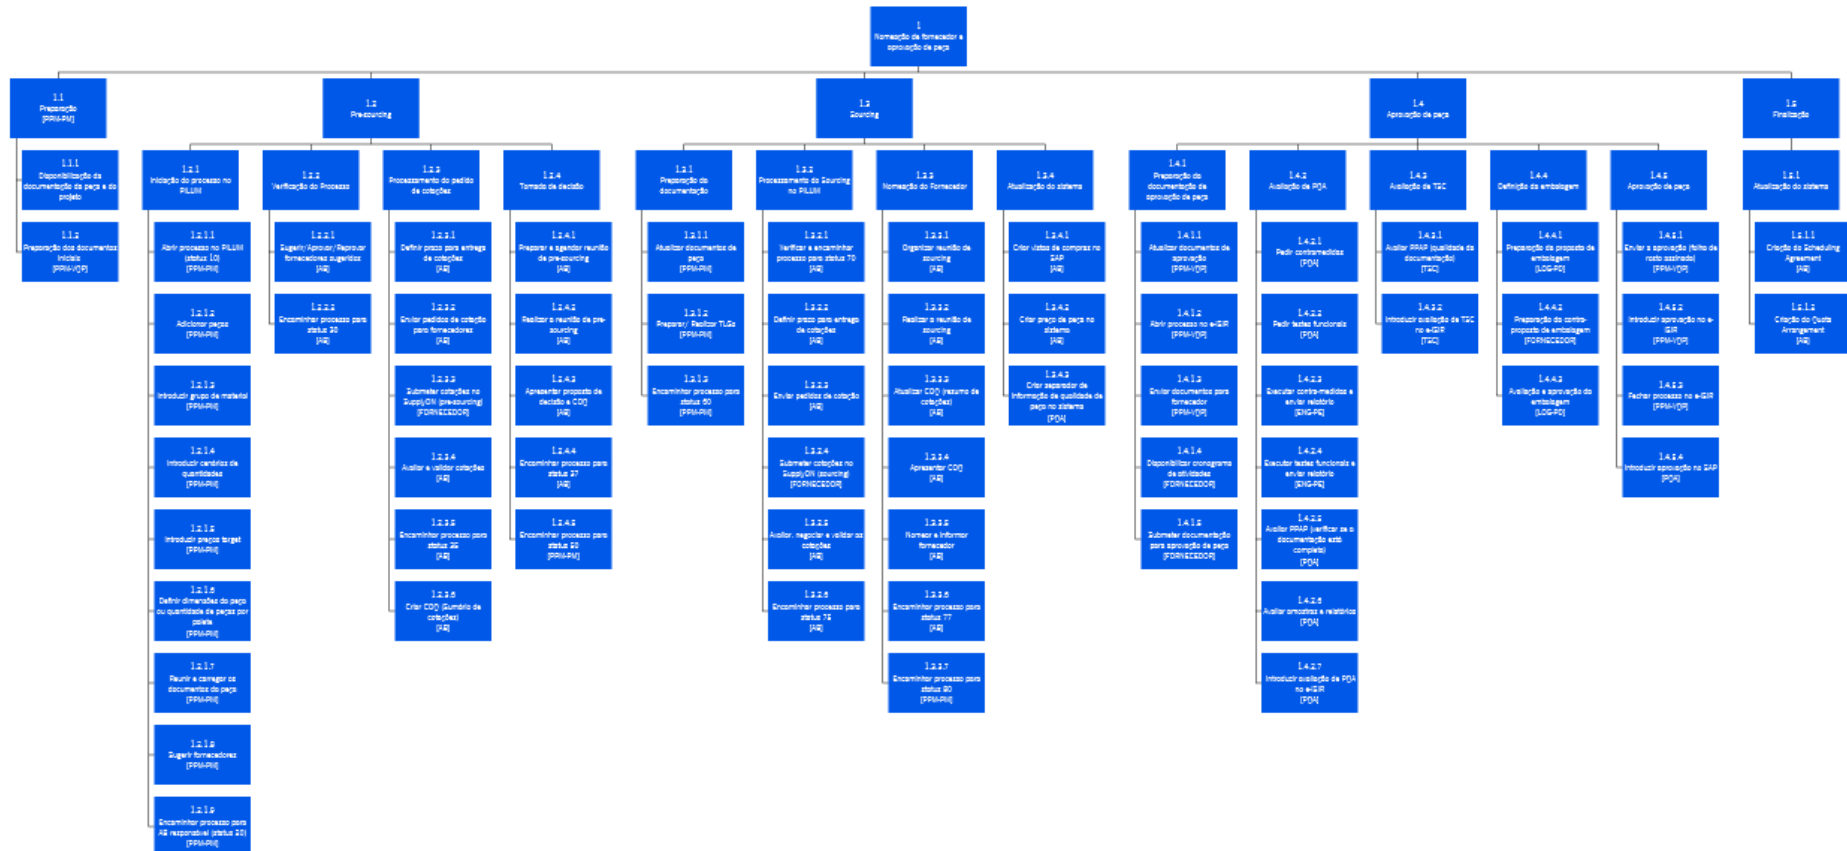 1
Nomeação de fornecedor e
aprovação de peça
1.1
Preparação
[PPM-PM]
1.2
Pre-sourcing
1.3
Sourcing
1.4
Aprovação de peça
1.5
Finalização
1.1.1
Disponibilização da
documentação da peça e do
projeto
1.1.2
Preparação dos documentos
iniciais
[PPM-VQP]
1.2.1
Iniciação do processo no
PILUM
1.2.1.1
Abrir processo no PILUM
(status 10)
[PPM-PM]
1.2.1.2
Adicionar peças
[PPM-PM]
1.2.1.3
Introduzir grupo de material
[PPM-PM]
1.2.1.4
Introduzir cenários de
quantidades
[PPM-PM]
1.2.1.5
Introduzir preços target
[PPM-PM]
1.2.1.6
Definir dimensões da peça
ou quantidade de peças por
palete
[PPM-PM]
1.2.1.7
Reunir e carregar os
documentos da peça
[PPM-PM]
1.2.1.8
Sugerir fornecedores
[PPM-PM]
1.2.1.9
Encaminhar processo para
AB responsável (status 20)
[PPM-PM]
1.2.2
Verificação do Processo
1.2.2.1
Sugerir/Aprovar/Reprovar
fornecedores sugeridos
[AB]
1.2.2.2
Encaminhar processo para
status 30
[AB]
1.2.3
Processamento do pedido
de cotações
1.2.3.1
Definir prazo para entrega
de cotações
[AB]
1.2.3.2
Enviar pedidos de cotação
para fornecedores
[AB]
1.2.3.3
Submeter cotações no
SupplyON (pre-sourcing)
[FORNECEDOR]
1.2.3.4
Avaliar e validar cotações
[AB]
1.2.3.5
Encaminhar processo para
status 35
[AB]
1.2.3.6
Criar CDQ (Sumário de
cotações)
[AB]
1.2.4
Tomada de decisão
1.2.4.1
Preparar e agendar reunião
de pre-sourcing
[AB]
1.2.4.2
Realizar a reunião de pre-
sourcing
[AB]
1.2.4.3
Apresentar proposta de
decisão e CDQ
[AB]
1.2.4.4
Encaminhar processo para
status 37
[AB]
1.2.4.5
Encaminhar processo para
status 50
[PPM-PM]
1.3.1
Preparação da
documentação
1.3.1.1
Atualizar documentos de
peça
[PPM-PM]
1.3.1.2
Preparar/ Realizar TLGs
[PPM-PM]
1.3.1.3
Encaminhar processo para
status 60
[PPM-PM]
1.3.2
Processamento do Sourcing
no PILUM
1.3.2.1
Verificar e encaminhar
processo para status 70
[AB]
1.3.2.2
Definir prazo para entrega
de cotações
[AB]
1.3.2.3
Enviar pedidos de cotação
[AB]
1.3.2.4
Submeter cotações no
SupplyON (sourcing)
[FORNECEDOR]
1.3.2.5
Avaliar, negociar e validar as
cotações
[AB]
1.3.2.6
Encaminhar processo para
status 75
[AB]
1.3.3
Nomeação do Fornecedor
1.3.3.1
Organizar reunião de
sourcing
[AB]
1.3.3.2
Realizar a reunião de
sourcing
[AB]
1.3.3.3
Atualizar CDQ (resumo de
cotações)
[AB]
1.3.3.4
Apresentar CDQ
[AB]
1.3.3.5
Nomear e informar
fornecedor
[AB]
1.3.3.6
Encaminhar processo para
status 77
[AB]
1.3.3.7
Encaminhar processo para
status 80
[PPM-PM]
1.3.4
Atualização do sistema
1.3.4.1
Criar vistas de compras no
SAP
[AB]
1.3.4.2
Criar preço de peça no
sistema
[AB]
1.3.4.3
Criar separador de
informação de qualidade de
peça no sistema
[PQA]
1.4.1
Preparação da
documentação de
aprovação de peça
1.4.1.1
Atualizar documentos de
aprovação
[PPM-VQP]
1.4.1.2
Abrir processo no e-ISIR
[PPM-VQP]
1.4.1.3
Enviar documentos para
fornecedor
[PPM-VQP]
1.4.1.4
Disponibilizar cronograma
de atividades
[FORNECEDOR]
1.4.1.5
Submeter documentação
para aprovação de peça
[FORNECEDOR]
1.4.2
Avaliação de PQA
1.4.2.1
Pedir contramedidas
[PQA]
1.4.2.2
Pedir testes funcionais
[PQA]
1.4.2.3
Executar contra-medidas e
enviar relatório
[ENG-PE]
1.4.2.4
Executar testes funcionais e
enviar relatório
[ENG-PE]
1.4.2.5
Avaliar PPAP (verificar se a
documentação está
completa)
[PQA]
1.4.2.6
Avaliar amostras e relatórios
[PQA]
1.4.2.7
Introduzir avaliação de PQA
no e-ISIR
[PQA]
1.4.3
Avaliação de TSC
1.4.3.1
Avaliar PPAP (qualidade da
documentação)
[TSC]
1.4.3.2
Introduzir avaliação de TSC
no e-ISIR
[TSC]
1.4.4
Definição da embalagem
1.4.4.1
Preparação da proposta de
embalagem
[LOG-PD]
1.4.4.2
Preparação da contra-
proposta de embalagem
[FORNECEDOR]
1.4.4.3
Avaliação e aprovação da
embalagem
[LOG-PD]
1.4.5
Aprovação de peça
1.4.5.1
Enviar a aprovação (folha de
rosto assinada)
[PPM-VQP]
1.4.5.2
Introduzir aprovação no e-
ISIR
[PPM-VQP]
1.4.5.3
Fechar processo no e-ISIR
[PPM-VQP]
1.4.5.4
Introduzir aprovação no SAP
[PQA]
1.5.1
Atualização do sistema
1.5.1.1
Criação da Scheduling
Agreement
[AB]
1.5.1.2
Criação da Quota
Arrangement
[AB]